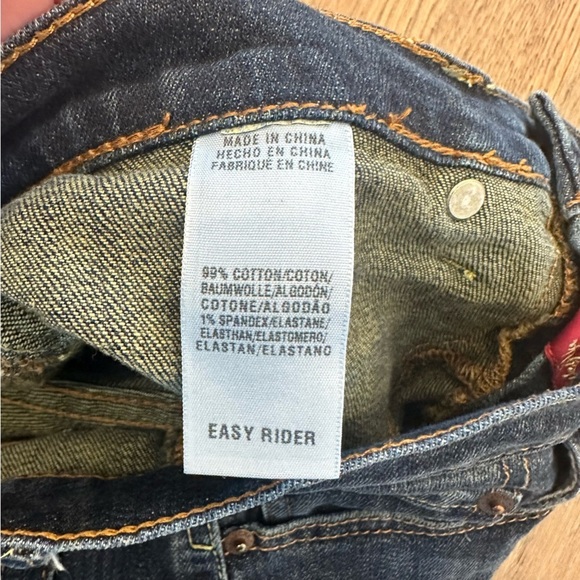 MADE IN CHINA
HECHO EN CHINA
FABRIQUE EN CHINE
99% COTTON/COTON/
BAUMWOLLE/ALGODÓN/
COTONE/ALGODÃO
1% SPANDEX/ELASTANE/
ELASTHAN/ELASTOMERO/
ELASTAN/ELASTANO
EASY RIDER